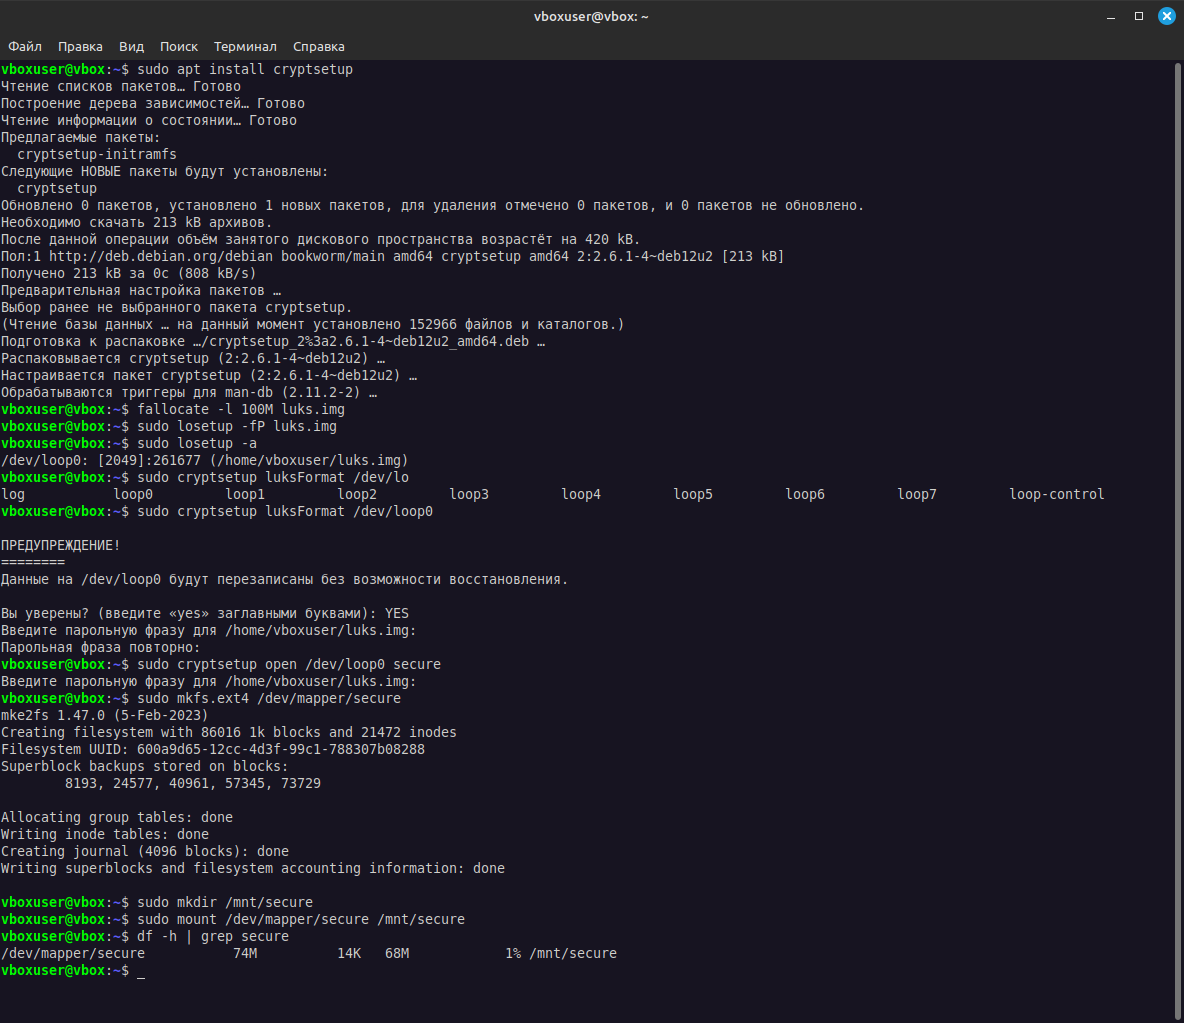 vboxuser@vbox: ~
Файл Правка Вид Поиск Терминал Справка
vboxuser@vbox:~$ sudo apt install cryptsetup
Чтение списков пакетов… Готово
Построение дерева зависимостей… Готово
Чтение информации о состоянии… Готово
Предлагаемые пакеты:
  cryptsetup-initramfs
Следующие НОВЫЕ пакеты будут установлены:
  cryptsetup
Обновлено 0 пакетов, установлено 1 новых пакетов, для удаления отмечено 0 пакетов, и 0 пакетов не обновлено.
Необходимо скачать 213 kB архивов.
После данной операции объём занятого дискового пространства возрастёт на 420 kB.
Пол:1 http://deb.debian.org/debian bookworm/main amd64 cryptsetup amd64 2:2.6.1-4~deb12u2 [213 kB]
Получено 213 kB за 0с (808 kB/s)
Предварительная настройка пакетов …
Выбор ранее не выбранного пакета cryptsetup.
(Чтение базы данных … на данный момент установлено 152966 файлов и каталогов.)
Подготовка к распаковке …/cryptsetup_2%3a2.6.1-4~deb12u2_amd64.deb …
Распаковывается cryptsetup (2:2.6.1-4~deb12u2) …
Настраивается пакет cryptsetup (2:2.6.1-4~deb12u2) …
Обрабатываются триггеры для man-db (2.11.2-2) …
vboxuser@vbox:~$ fallocate -l 100M luks.img
vboxuser@vbox:~$ sudo losetup -fP luks.img
vboxuser@vbox:~$ sudo losetup -a
/dev/loop0: [2049]:261677 (/home/vboxuser/luks.img)
vboxuser@vbox:~$ sudo cryptsetup luksFormat /dev/lo
log           loop0         loop1         loop2         loop3         loop4         loop5         loop6         loop7         loop-control
vboxuser@vbox:~$ sudo cryptsetup luksFormat /dev/loop0
ПРЕДУПРЕЖДЕНИЕ!
========
Данные на /dev/loop0 будут перезаписаны без возможности восстановления.
Вы уверены? (введите «yes» заглавными буквами): YES
Введите парольную фразу для /home/vboxuser/luks.img:
Парольная фраза повторно:
vboxuser@vbox:~$ sudo cryptsetup open /dev/loop0 secure
Введите парольную фразу для /home/vboxuser/luks.img:
vboxuser@vbox:~$ sudo mkfs.ext4 /dev/mapper/secure
mke2fs 1.47.0 (5-Feb-2023)
Creating filesystem with 86016 1k blocks and 21472 inodes
Filesystem UUID: 600a9d65-12cc-4d3f-99c1-788307b08288
Superblock backups stored on blocks:
        8193, 24577, 40961, 57345, 73729
Allocating group tables: done
Writing inode tables: done
Creating journal (4096 blocks): done
Writing superblocks and filesystem accounting information: done
vboxuser@vbox:~$ sudo mkdir /mnt/secure
vboxuser@vbox:~$ sudo mount /dev/mapper/secure /mnt/secure
vboxuser@vbox:~$ df -h | grep secure
/dev/mapper/secure           74M          14K   68M            1% /mnt/secure
vboxuser@vbox:~$ _